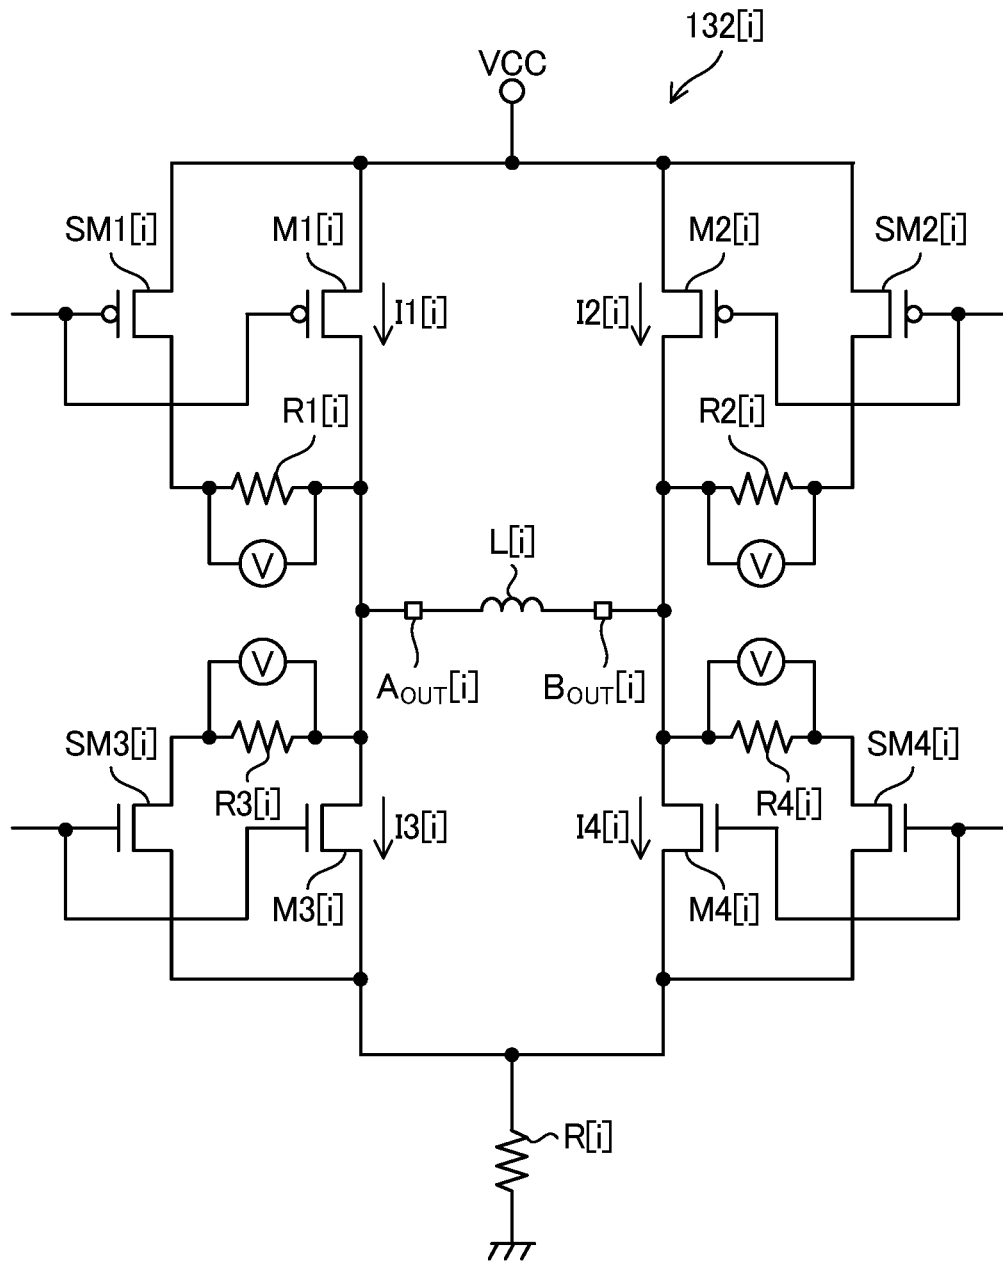 132[i]
VCC
SM1[i]
M1[i]
M2[i]
SM2[i]
I1[i]
I2[i]
R1[i]
R2[i]
V
V
L[i]
V
V
AOUT[i]
BOUT[i]
SM3[i]
SM4[i]
R3[i]
R4[i]
I3[i]
I4[i]
M3[i]
M4[i]
R[i]